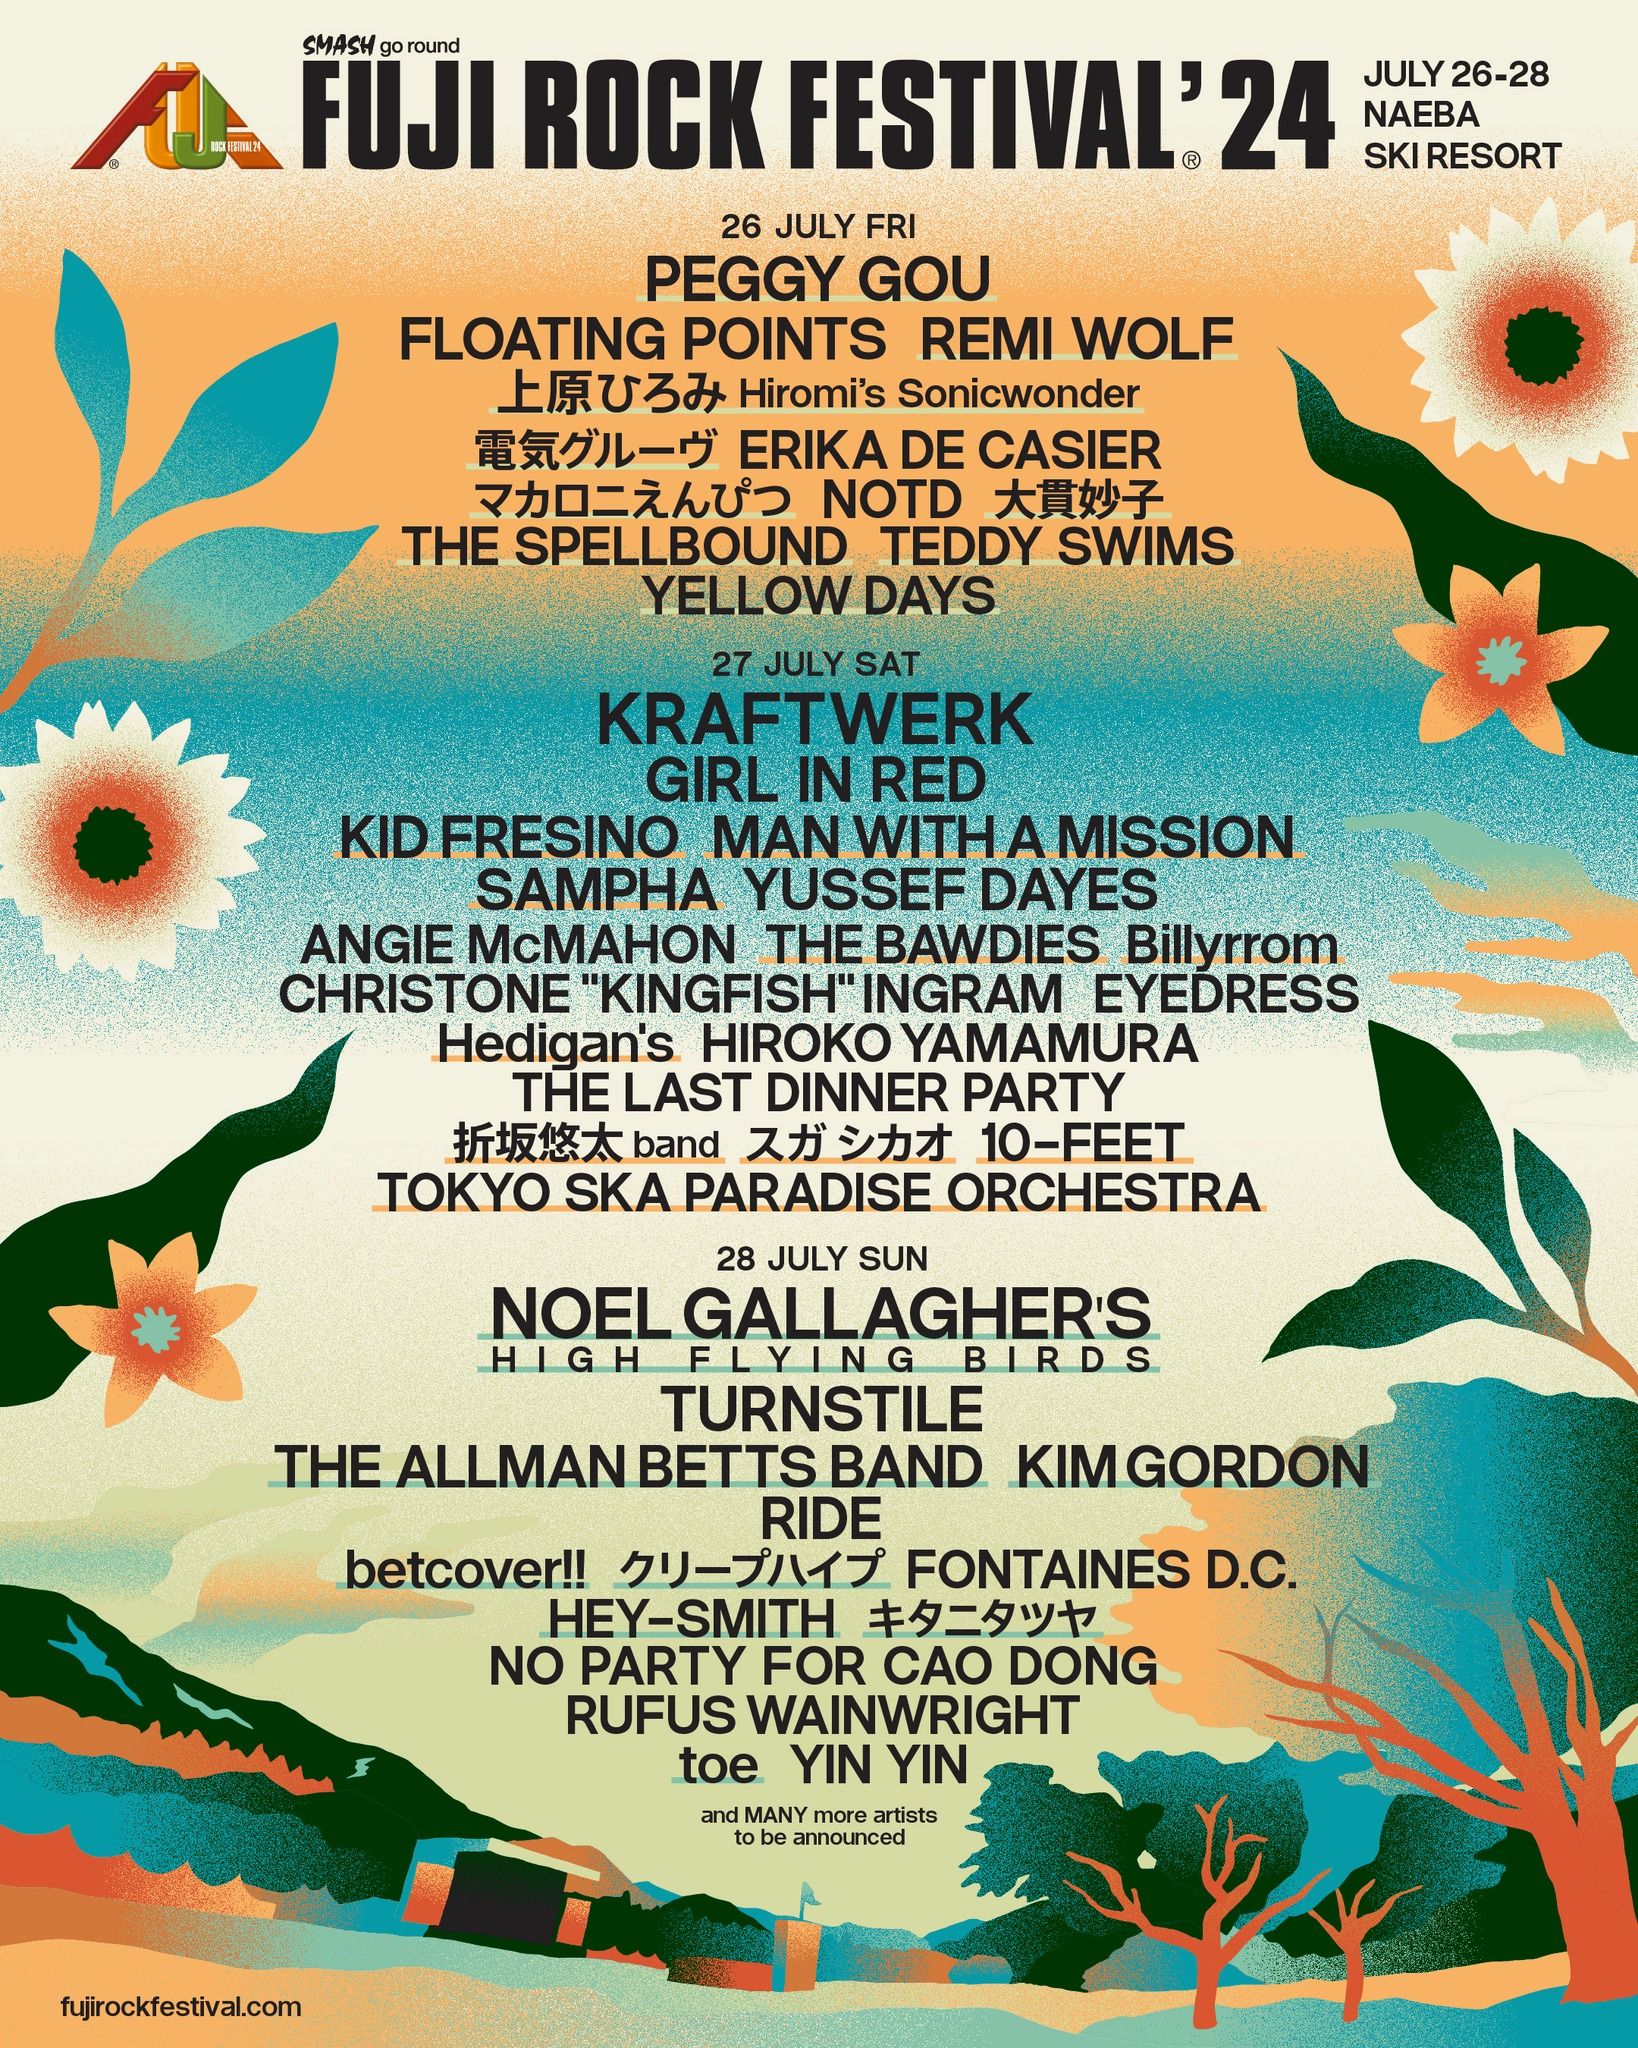 SMASH go round
FUJI ROCK FESTIVAL 24
®
FUJI ROCK FESTIVAL’24
®
JULY 26-28
NAEBA
SKI RESORT
26 JULY FRI
PEGGY GOU
FLOATING POINTS REMI WOLF
上原ひろみ Hiromi’s Sonicwonder
電気グルーヴ ERIKA DE CASIER
マカロニえんぴつ NOTD 大貫妙子
THE SPELLBOUND TEDDY SWIMS
YELLOW DAYS
27 JULY SAT
KRAFTWERK
GIRL IN RED
KID FRESINO MAN WITH A MISSION
SAMPHA YUSSEF DAYES
ANGIE McMAHON THE BAWDIES Billyrrom
CHRISTONE "KINGFISH" INGRAM EYEDRESS
Hedigan's HIROKO YAMAMURA
THE LAST DINNER PARTY
折坂悠太 band スガ シカオ 10-FEET
TOKYO SKA PARADISE ORCHESTRA
28 JULY SUN
NOEL GALLAGHER'S
HIGH FLYING BIRDS
TURNSTILE
THE ALLMAN BETTS BAND KIM GORDON
RIDE
betcover!! クリープハイプ FONTAINES D.C.
HEY-SMITH キタニタツヤ
NO PARTY FOR CAO DONG
RUFUS WAINWRIGHT
toe YIN YIN
and MANY more artists
to be announced
fujirockfestival.com